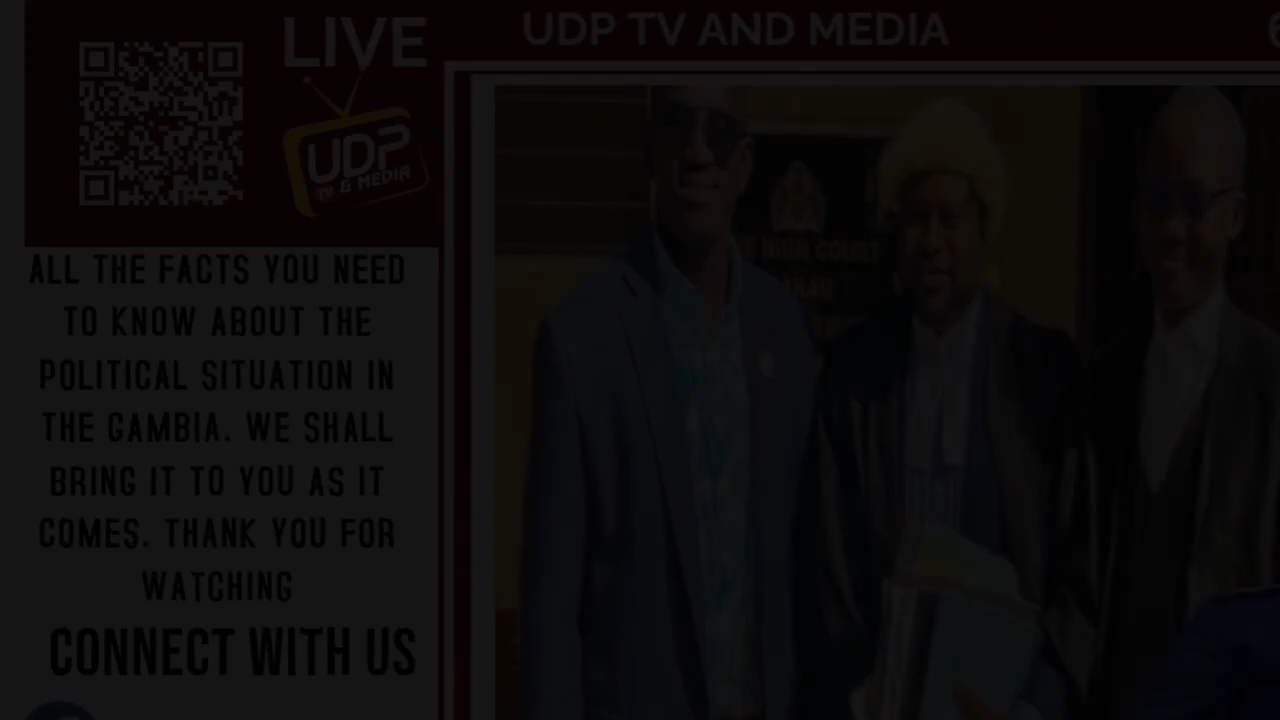 LIVE
UDP TV AND MEDIA
UDP
TV & MEDIA
HIGH COURT
ALL THE FACTS YOU NEED
TO KNOW ABOUT THE
POLITICAL SITUATION IN
THE GAMBIA. WE SHALL
BRING IT TO YOU AS IT
COMES. THANK YOU FOR
WATCHING
CONNECT WITH US